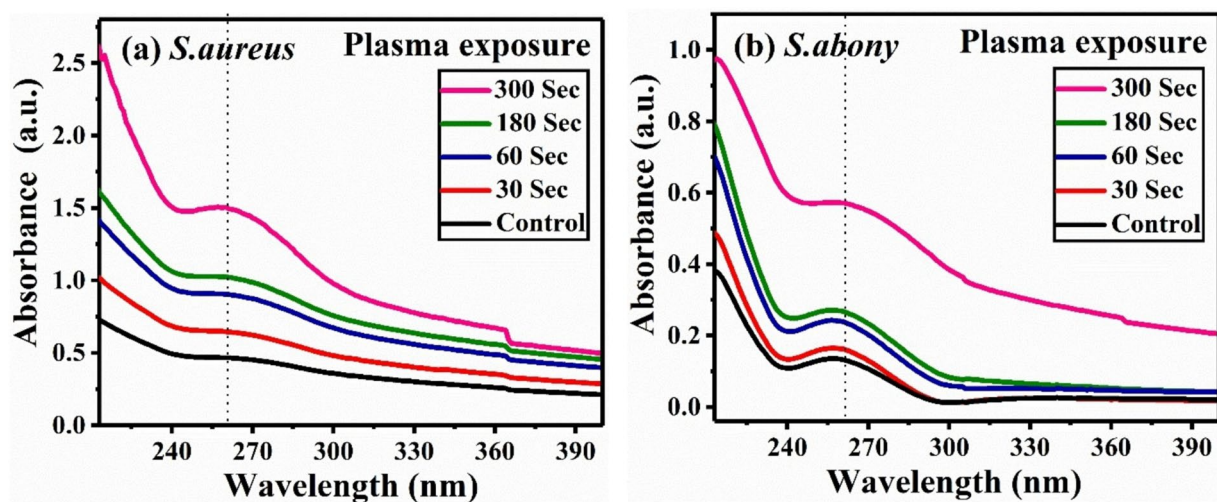 (a) S.aureus
Plasma exposure
300 Sec
180 Sec
60 Sec
30 Sec
Control
Absorbance (a.u.)
2.5
2.0
1.5
1.0
0.5
0.0
240 270 300 330 360 390
Wavelength (nm)
(b) S.abony
Plasma exposure
300 Sec
180 Sec
60 Sec
30 Sec
Control
Absorbance (a.u.)
1.0
0.8
0.6
0.4
0.2
0.0
240 270 300 330 360 390
Wavelength (nm)